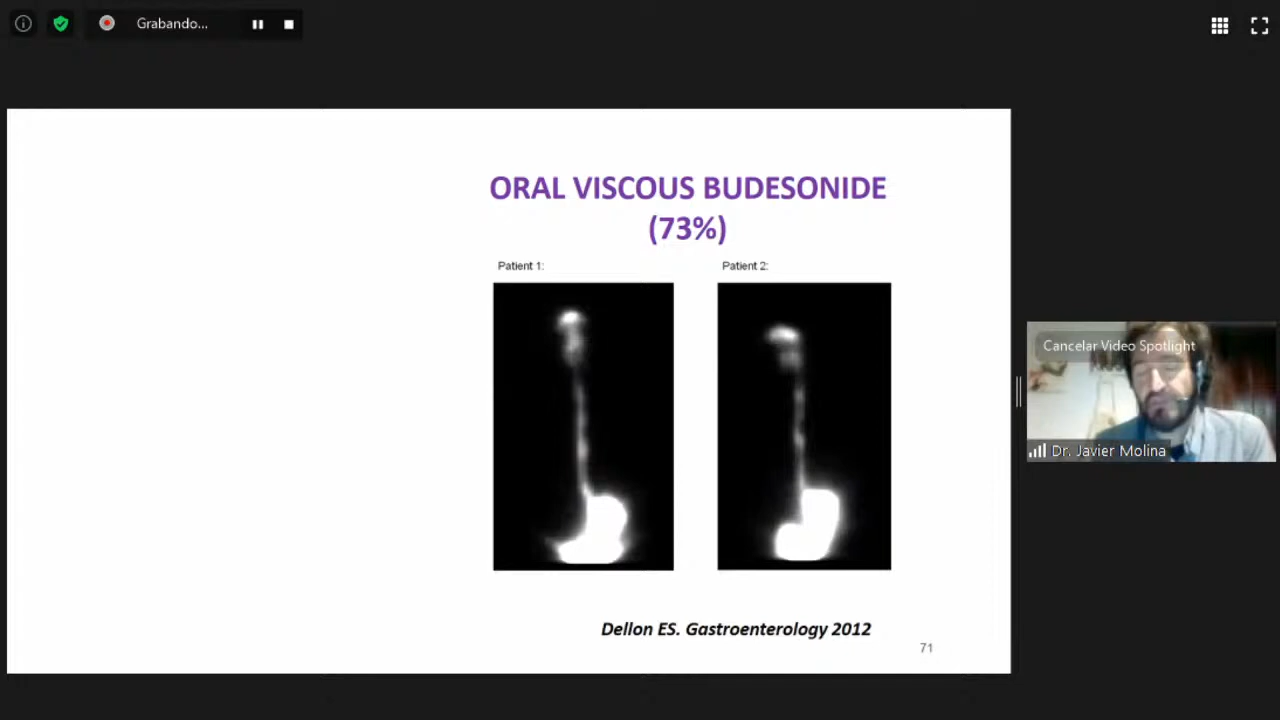 Grabando...
ORAL VISCOUS BUDESONIDE
(73%)
Patient 1:
Patient 2:
Cancelar Video Spotlight
Dr. Javier Molina
Dellon ES. Gastroenterology 2012
71